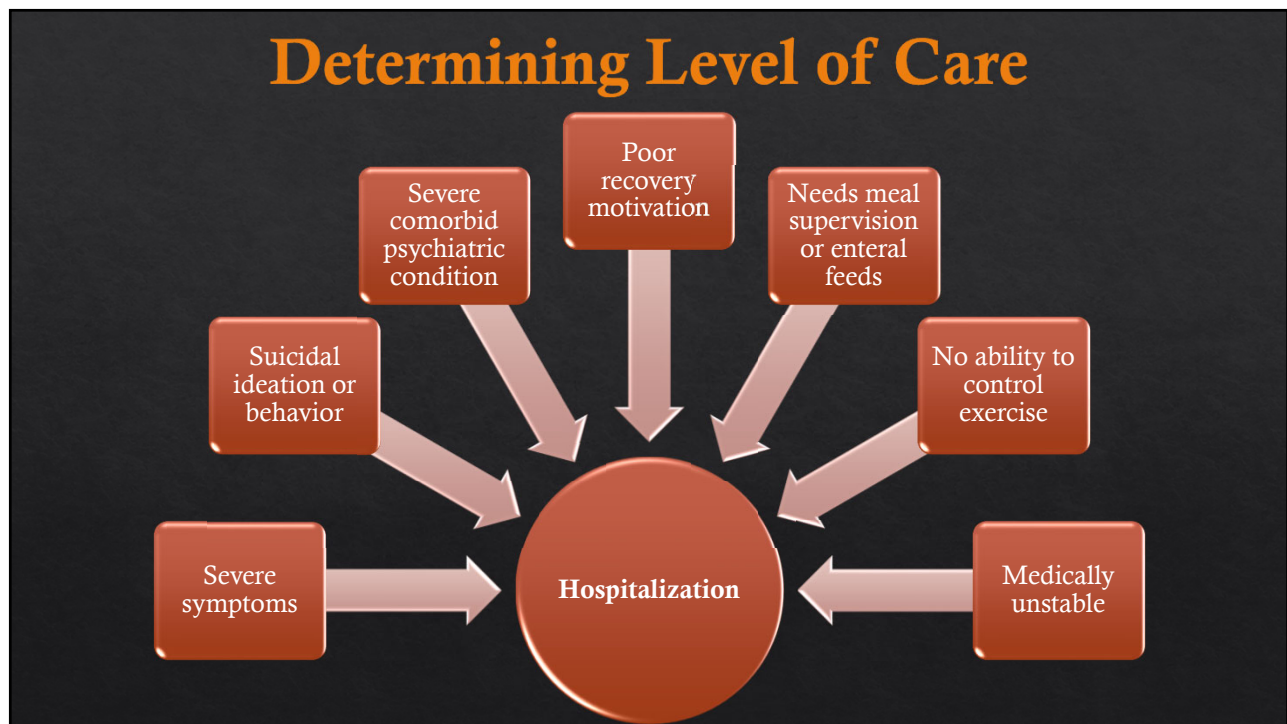 Determining Level of Care
Poor
recovery
motivation
Severe
comorbid
psychiatric
condition
Needs meal
supervision
or enteral
feeds
Suicidal
ideation or
behavior
No ability to
control
exercise
Severe
symptoms
Hospitalization
Medically
unstable